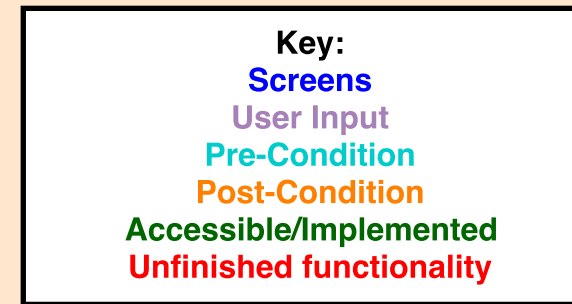 Key:
Screens
User Input
Pre-Condition
Post-Condition
Accessible/Implemented
Unfinished functionality